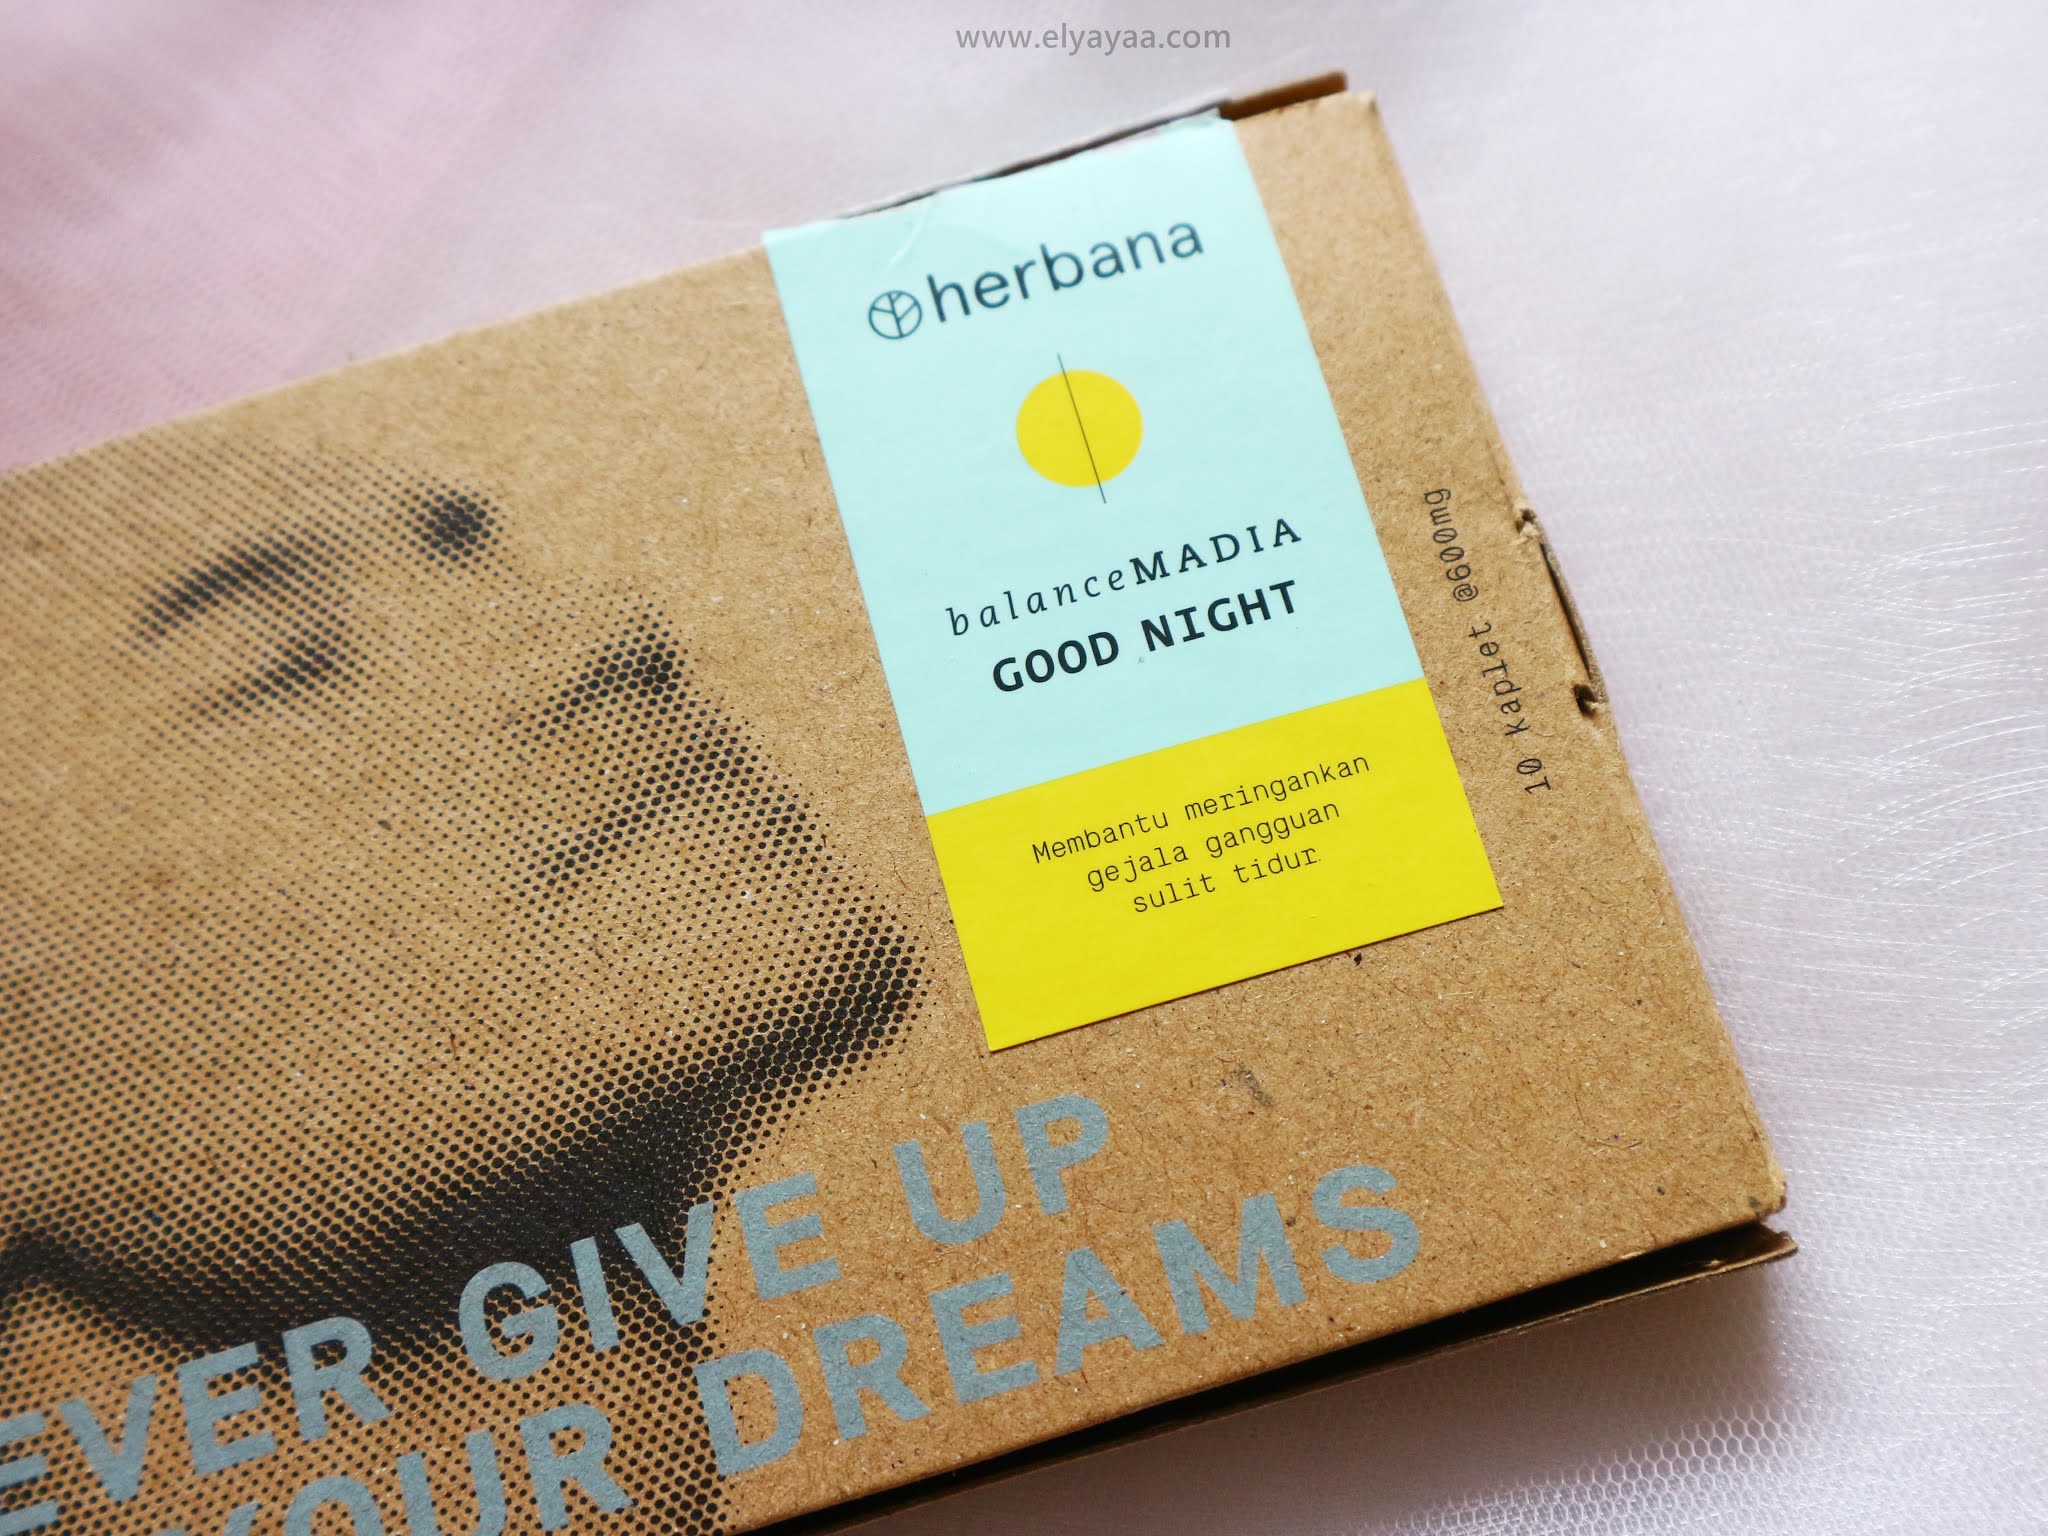 www.elyayaa.com
herbana
balanceMADIA
GOOD NIGHT
Membantu meringankan
gejala gangguan
sulit tidur.
10 kaplet @600mg
EVER GIVE UP
YOUR DREAMS